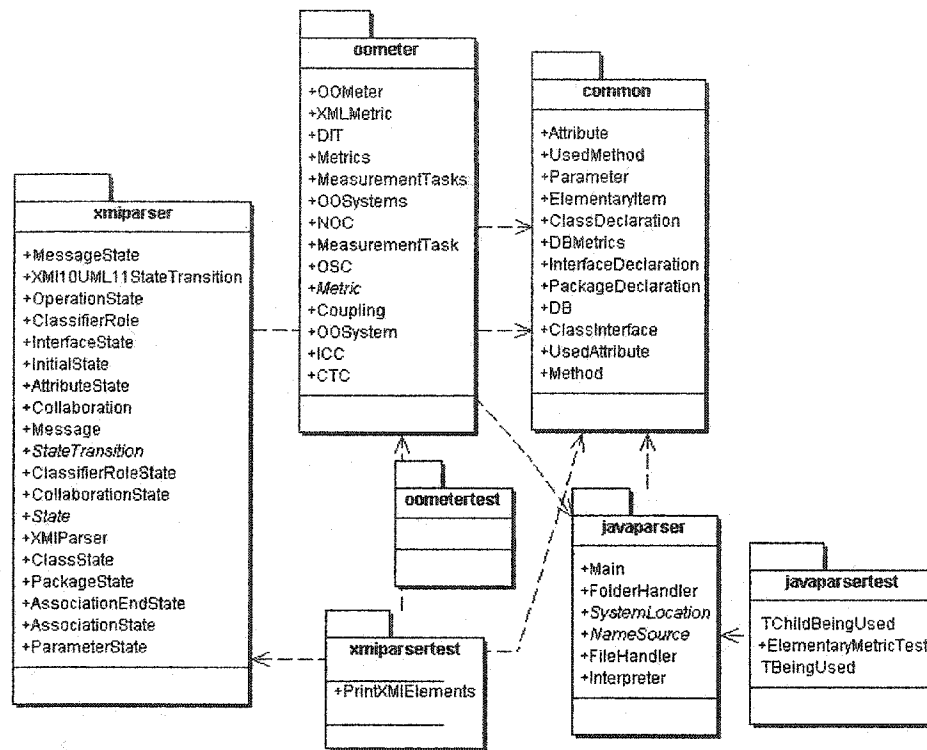 oometer
+OOMeter
+XMLMetric
+DIT
+Metrics
+MeasurementTasks
+OOSystems
+NOC
+MeasurementTask
+OSC
+Metric
+Coupling
+OOSystem
+ICC
+CTC
common
+Attribute
+UsedMethod
+Parameter
+ElementaryItem
+ClassDeclaration
+DBMetrics
+InterfaceDeclaration
+PackageDeclaration
+DB
+ClassInterface
+UsedAttribute
+Method
xmiparser
+MessageState
+XMI10UML11StateTransition
+OperationState
+ClassifierRole
+InterfaceState
+InitialState
+AttributeState
+Collaboration
+Message
+StateTransition
+ClassifierRoleState
+CollaborationState
+State
+XMIParser
+ClassState
+PackageState
+AssociationEndState
+AssociationState
+ParameterState
oometertest
javaparser
+Main
+FolderHandler
+SystemLocation
+NameSource
+FileHandler
+Interpreter
javaparsertest
TChildBeingUsed
+ElementaryMetricTest
TBeingUsed
xmiparsertest
+PrintXMIElements